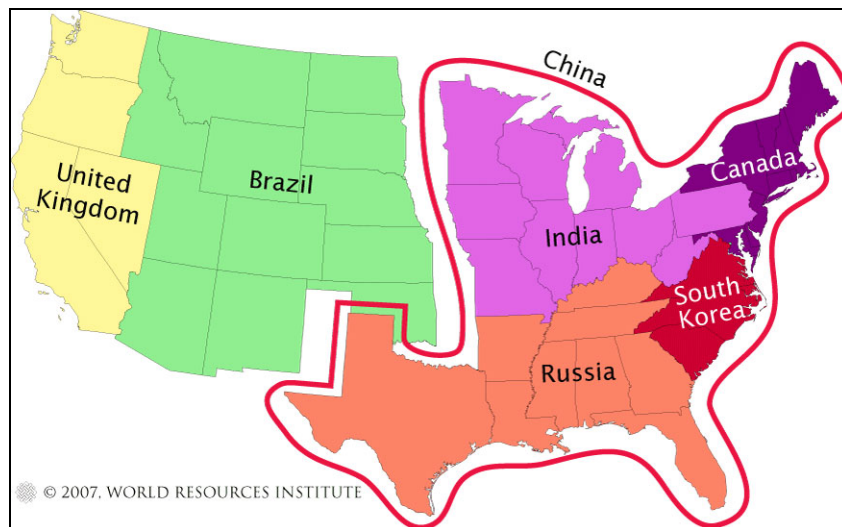 China
Canada
United
Kingdom
Brazil
India
South
Korea
Russia
© 2007, WORLD RESOURCES INSTITUTE